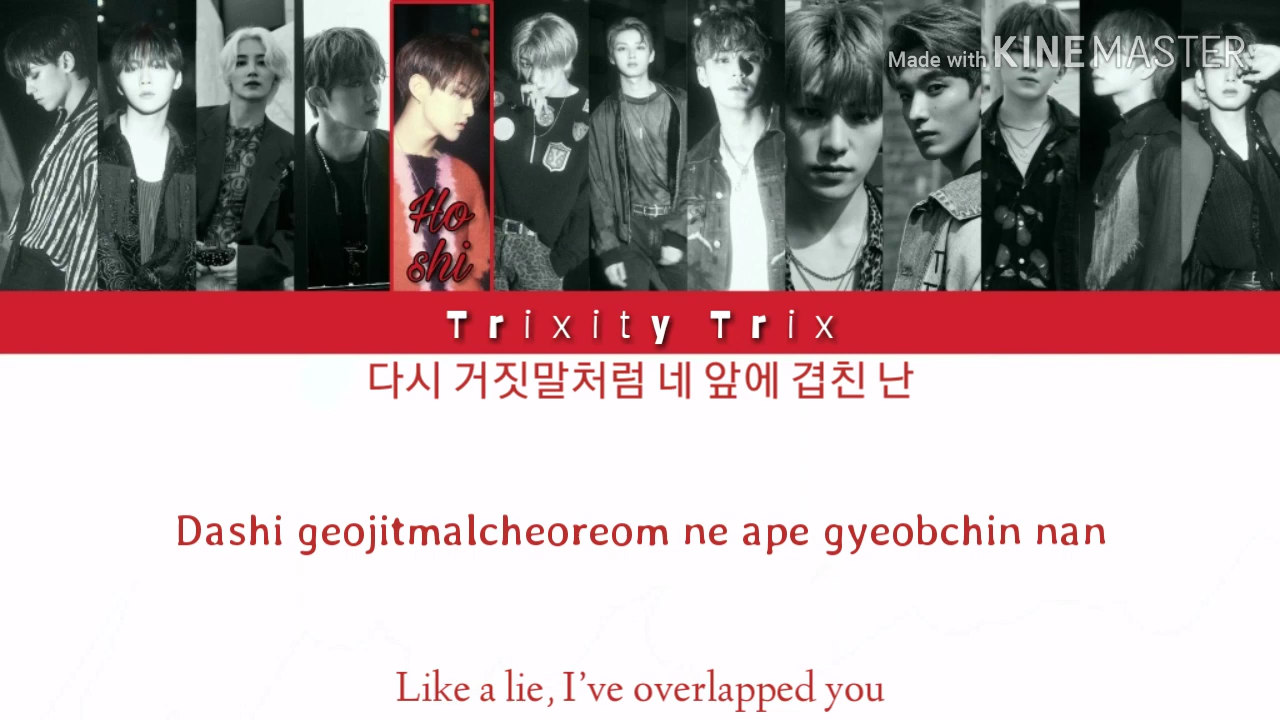 Made with KINEMASTER
Ho
shi
Trixity Trix
다시 거짓말처럼 네 앞에 겹친 난
Dashi geojitmalcheoreom ne ape gyeobchin nan
Like a lie, I’ve overlapped you